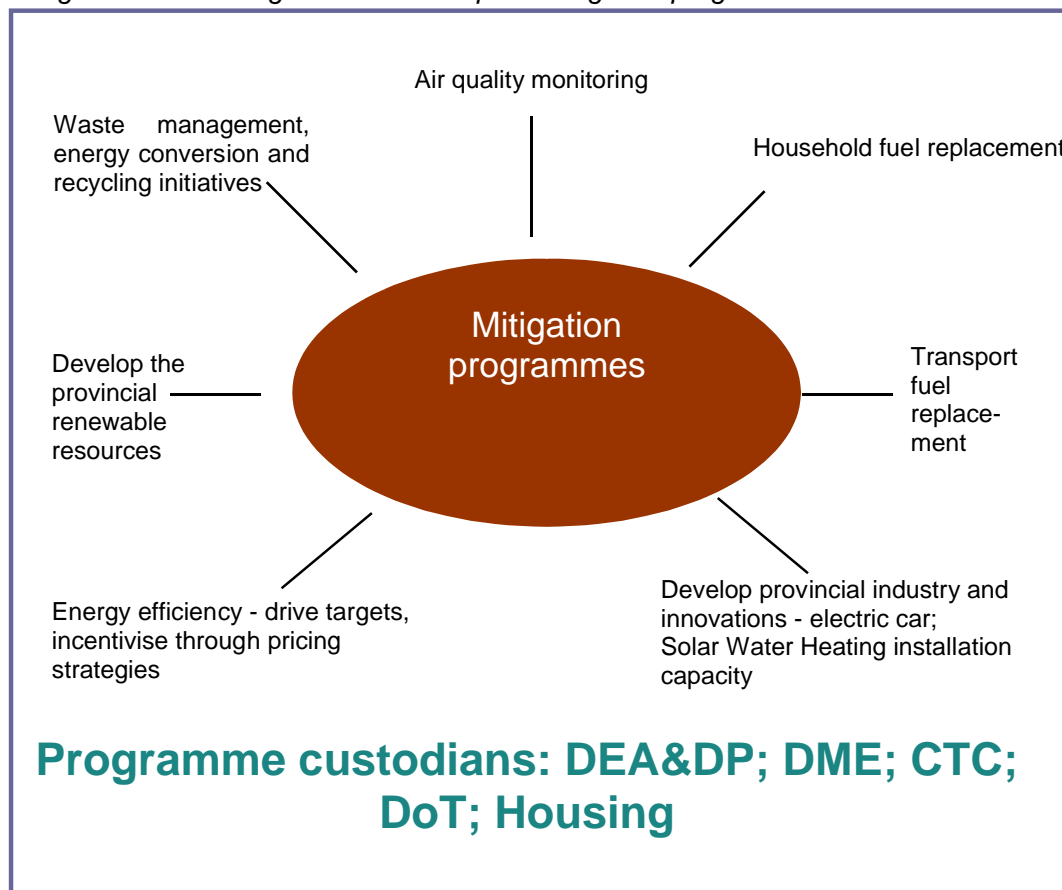 Air quality monitoring
Waste management,
energy conversion and
recycling initiatives
Household fuel replacement
Mitigation
programmes
Develop the
provincial
renewable
resources
Transport
fuel
replace-
ment
Energy efficiency - drive targets,
incentivise through pricing
strategies
Develop provincial industry and
innovations - electric car;
Solar Water Heating installation
capacity
Programme custodians: DEA&DP; DME; CTC;
DoT; Housing